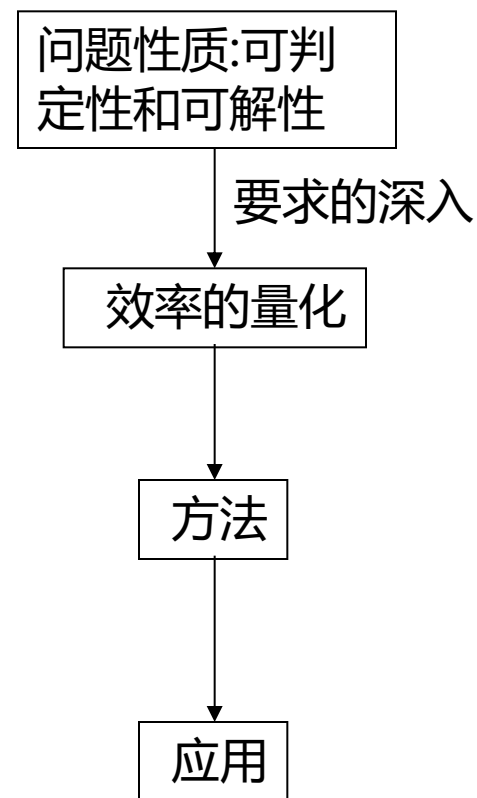 问题性质:可判
定性和可解性
要求的深入
效率的量化
方法
应用